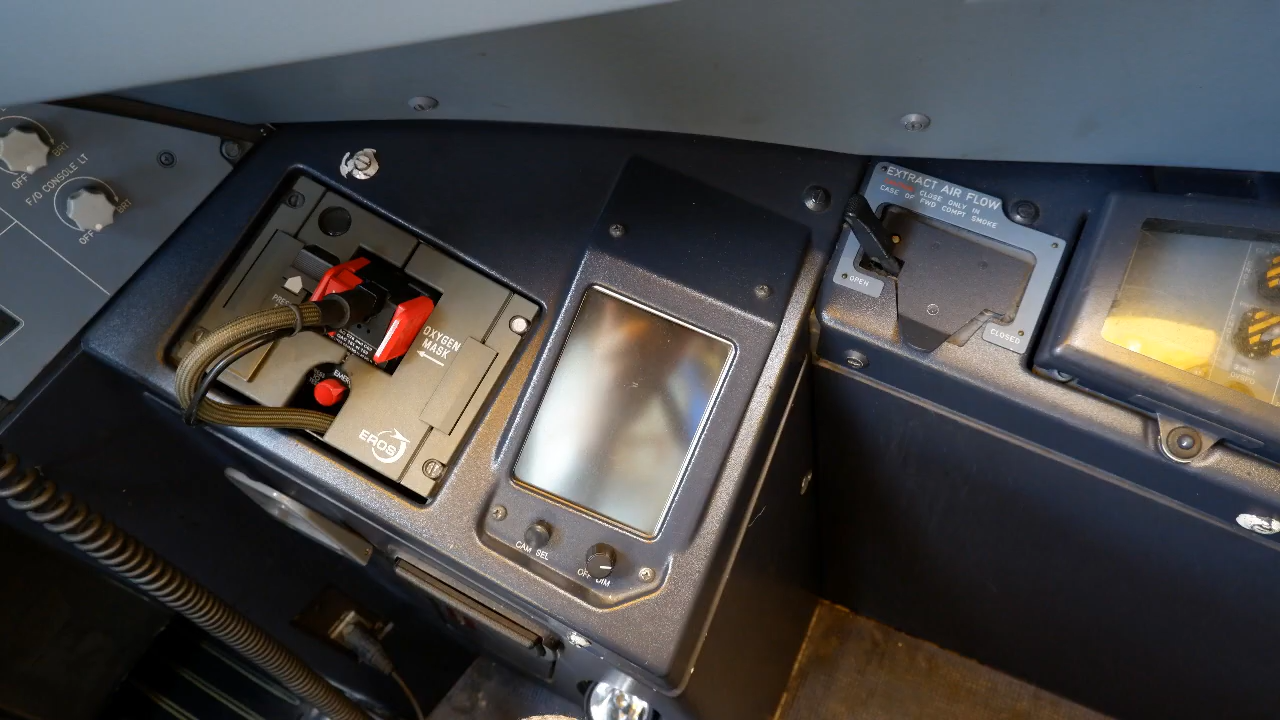 BRT
OFF
F/O CONSOLE LT
BRT
OFF
OXYGEN
MASK
EROS
CAM SEL
OFF DIM
EXTRACT AIR FLOW
CLOSE ONLY IN
CASE OF FWD COMPT SMOKE
OPEN
CLOSED